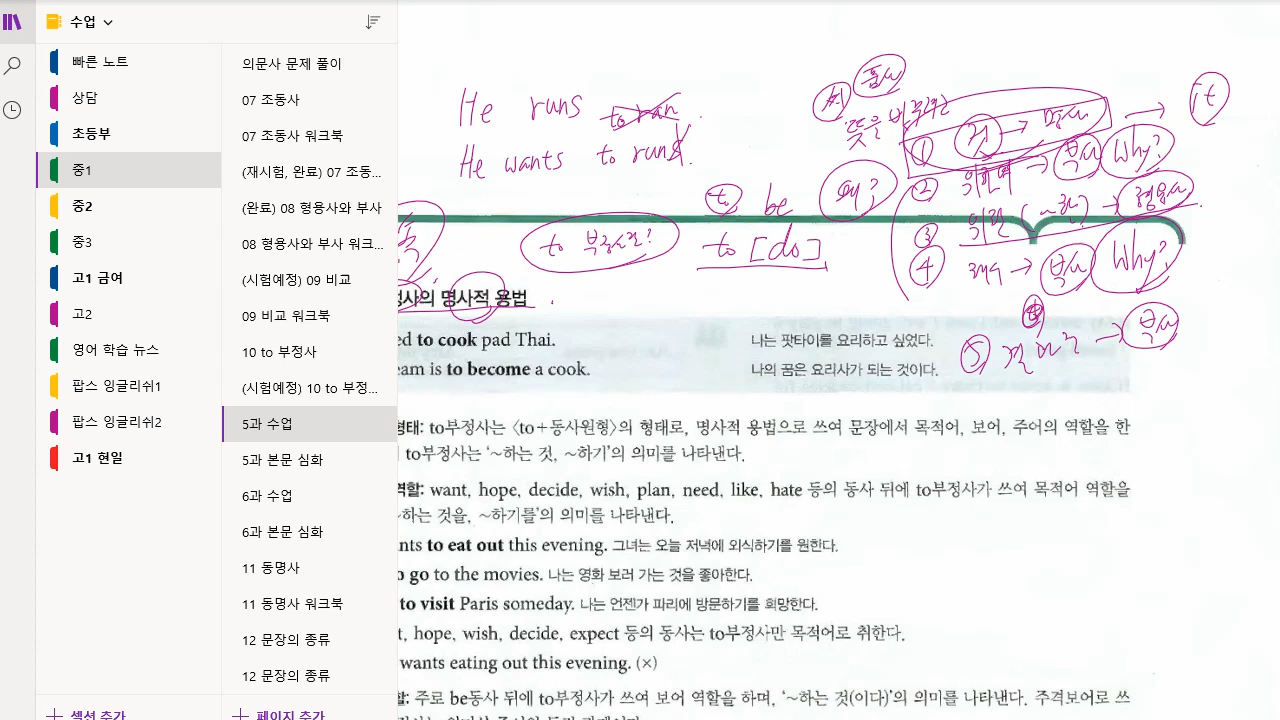 수업
빠른 노트
상담
초등부
중1
중2
중3
고1 금여
고2
영어 학습 뉴스
팝스 잉글리쉬1
팝스 잉글리쉬2
고1 현일
섹션 추가
의문사 문제 풀이
07 조동사
07 조동사 워크북
(재시험, 완료) 07 조동...
(완료) 08 형용사와 부사
08 형용사와 부사 워크...
(시험예정) 09 비교
09 비교 워크북
10 to 부정사
(시험예정) 10 to 부정...
5과 수업
5과 본문 심화
6과 수업
6과 본문 심화
11 동명사
11 동명사 워크북
12 문장의 종류
12 문장의 종류
페이지 추가
He runs to run.
He wants to runs.
to be 왜?
to 부정사란? to [do]
뜻을 바꾸려는
① 것 → 명사 → it
② 위하여 → 부사 Why?
③ 위한 (~한) → 형용사
④ 해서 → 부사 Why?
⑤ → 부사
정사의 명사적 용법
ed to cook pad Thai. 나는 팟타이를 요리하고 싶었다.
eam is to become a cook. 나의 꿈은 요리사가 되는 것이다.
형태: to부정사는 〈to+동사원형〉의 형태로, 명사적 용법으로 쓰여 문장에서 목적어, 보어, 주어의 역할을 한
to부정사는 ‘~하는 것, ~하기’의 의미를 나타낸다.
역할: want, hope, decide, wish, plan, need, like, hate 등의 동사 뒤에 to부정사가 쓰여 목적어 역할을
~하는 것을, ~하기를’의 의미를 나타낸다.
nts to eat out this evening. 그녀는 오늘 저녁에 외식하기를 원한다.
o go to the movies. 나는 영화 보러 가는 것을 좋아한다.
to visit Paris someday. 나는 언젠가 파리에 방문하기를 희망한다.
t, hope, wish, decide, expect 등의 동사는 to부정사만 목적어로 취한다.
wants eating out this evening. (×)
할: 주로 be동사 뒤에 to부정사가 쓰여 보어 역할을 하며, ‘~하는 것(이다)’의 의미를 나타낸다. 주격보어로 쓰